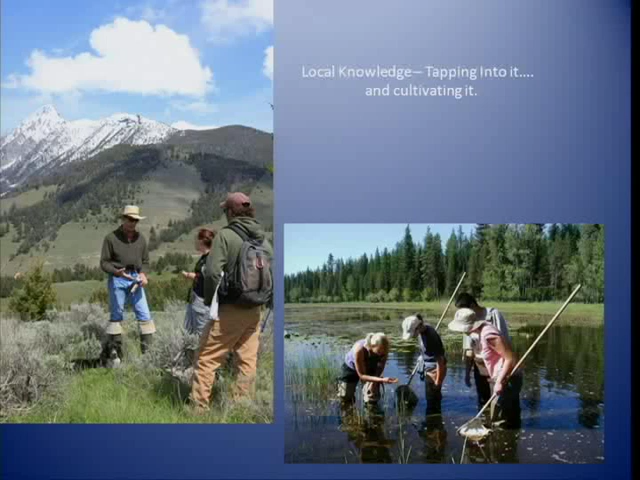 Local Knowledge – Tapping Into it....
and cultivating it.